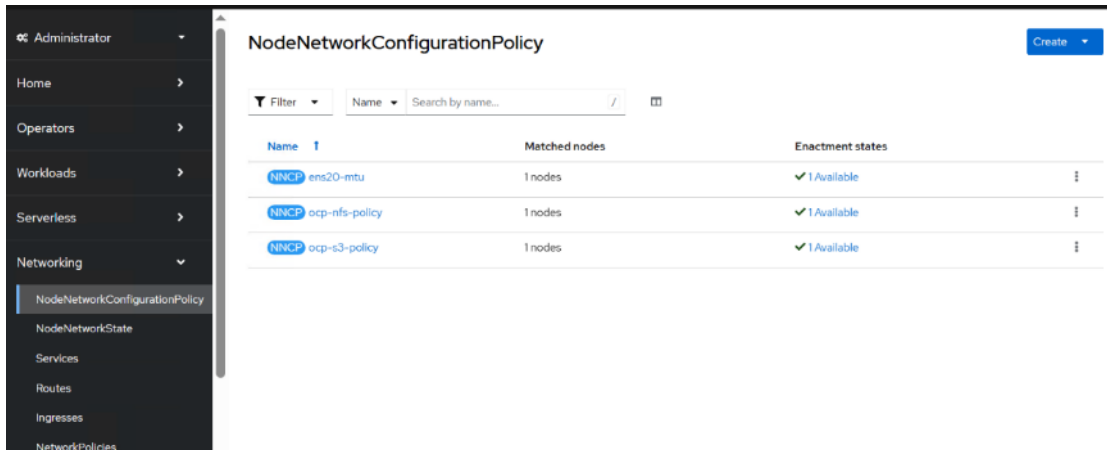 Administrator
Home
Operators
Workloads
Serverless
Networking
NodeNetworkConfigurationPolicy
NodeNetworkState
Services
Routes
Ingresses
NetworkPolicies
NodeNetworkConfigurationPolicy
Create
Filter
Name
Search by name...
/
Name
Matched nodes
Enactment states
NNCP ens20-mtu
1 nodes
1 Available
NNCP ocp-nfs-policy
1 nodes
1 Available
NNCP ocp-s3-policy
1 nodes
1 Available